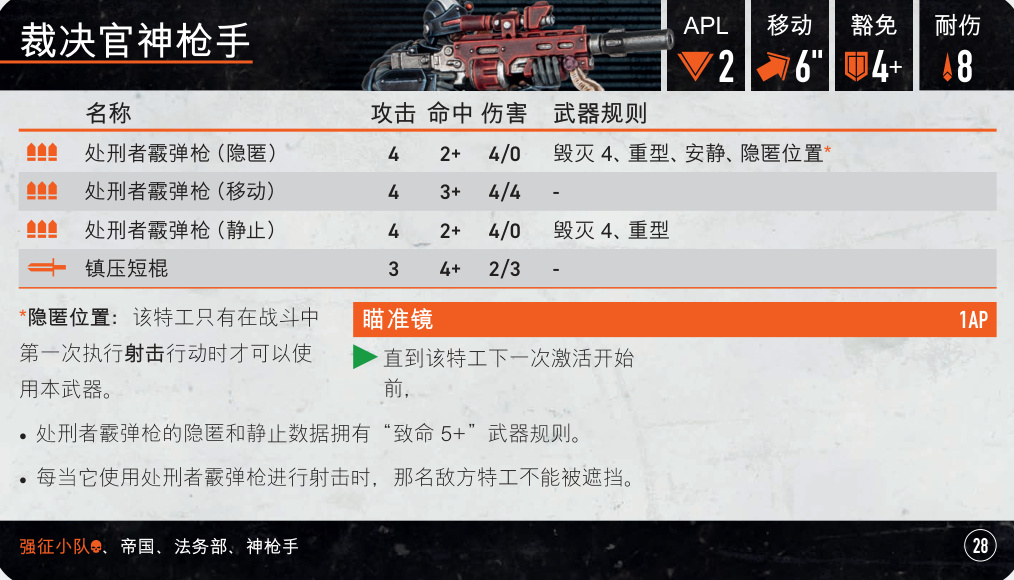 裁决官神枪手
APL 移动 豁免 耐伤
2 6" 4+ 8
名称 攻击 命中 伤害 武器规则
处刑者霰弹枪（隐匿） 4 2+ 4/0 毁灭 4、重型、安静、隐匿位置*
处刑者霰弹枪（移动） 4 3+ 4/4 -
处刑者霰弹枪（静止） 4 2+ 4/0 毁灭 4、重型
镇压短棍 3 4+ 2/3 -
*隐匿位置：该特工只有在战斗中
第一次执行射击行动时才可以使
用本武器。
瞄准镜 1AP
直到该特工下一次激活开始
前，
• 处刑者霰弹枪的隐匿和静止数据拥有“致命 5+”武器规则。
• 每当它使用处刑者霰弹枪进行射击时，那名敌方特工不能被遮挡。
强征小队、帝国、法务部、神枪手
28